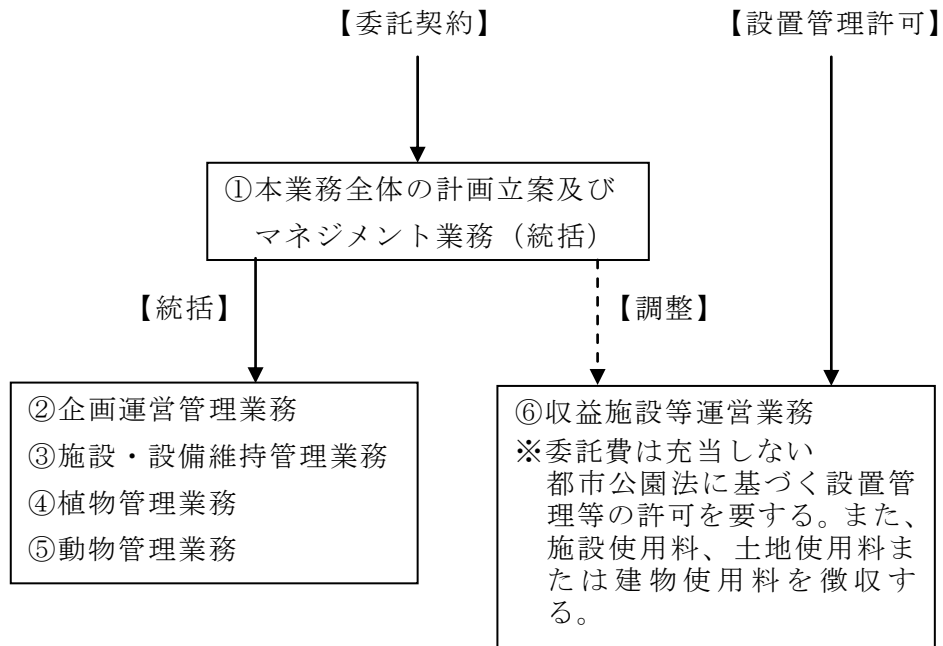 【委託契約】
【設置管理許可】
①本業務全体の計画立案及び
マネジメント業務（統括）
【統括】
【調整】
②企画運営管理業務
③施設・設備維持管理業務
④植物管理業務
⑤動物管理業務
⑥収益施設等運営業務
※委託費は充当しない
都市公園法に基づく設置管
理等の許可を要する。また、
施設使用料、土地使用料ま
たは建物使用料を徴収す
る。